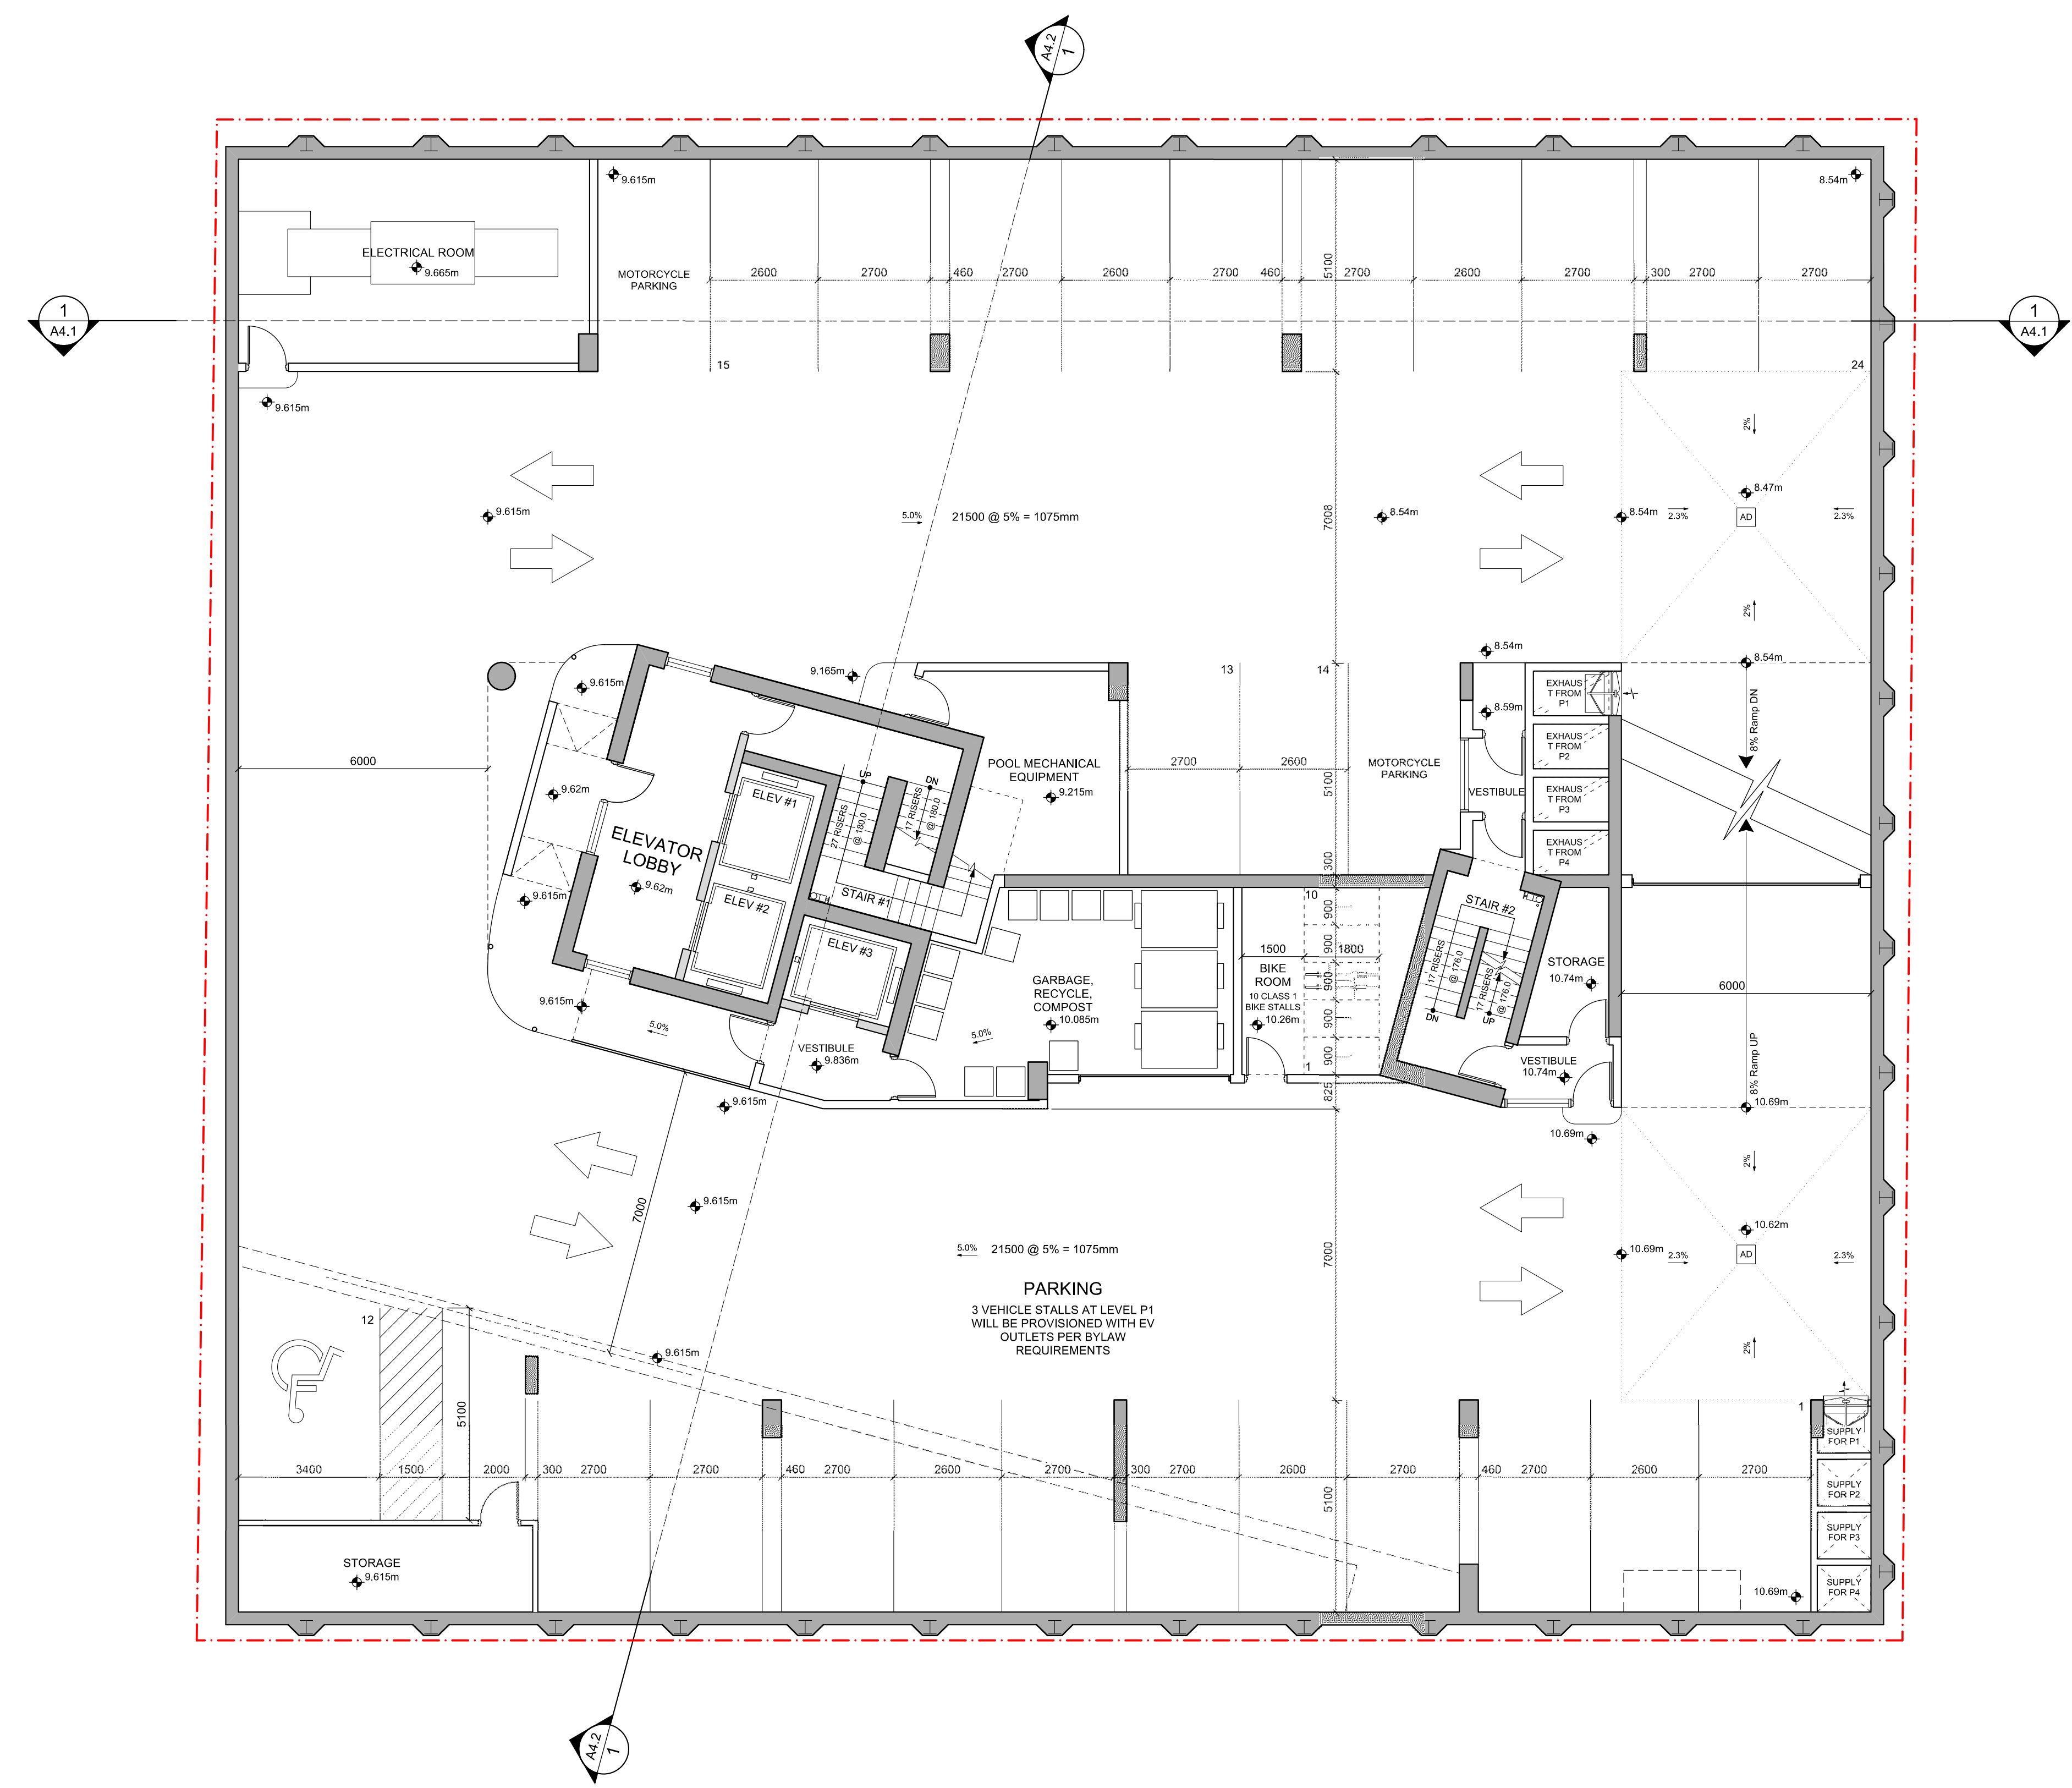 A4.2
1
9.615m
8.54m
ELECTRICAL ROOM
9.665m
MOTORCYCLE
PARKING
2600
2700
460
2700
2600
2700
460
5100
2700
2600
2700
300
2700
2700
1
A4.1
1
A4.1
15
24
9.615m
2%
8.47m
9.615m
5.0%
21500 @ 5% = 1075mm
7008
8.54m
8.54m
2.3%
AD
2.3%
2%
8.54m
9.165m
13
14
8.54m
9.615m
EXHAUS
T FROM
P1
8.59m
EXHAUS
T FROM
P2
8% Ramp DN
6000
POOL MECHANICAL
EQUIPMENT
9.215m
2700
2600
5100
MOTORCYCLE
PARKING
VESTIBULE
EXHAUS
T FROM
P3
EXHAUS
T FROM
P4
9.62m
ELEV #1
UP
DN
27 RISERS
@ 180.0
17 RISERS
@ 180.0
ELEVATOR
LOBBY
9.62m
ELEV #2
STAIR #1
ELEV #3
9.615m
9.615m
300
10
900
900
900
900
900
825
1500
1800
BIKE
ROOM
10 CLASS 1
BIKE STALLS
10.26m
1
GARBAGE,
RECYCLE,
COMPOST
10.085m
5.0%
5.0%
VESTIBULE
9.836m
STAIR #2
17 RISERS
@ 176.0
17 RISERS
@ 176.0
DN
UP
STORAGE
10.74m
6000
VESTIBULE
10.74m
8% Ramp UP
10.69m
10.69m
9.615m
2%
7000
9.615m
10.62m
5.0%
21500 @ 5% = 1075mm
7000
10.69m
2.3%
AD
2.3%
PARKING
3 VEHICLE STALLS AT LEVEL P1
WILL BE PROVISIONED WITH EV
OUTLETS PER BYLAW
REQUIREMENTS
12
9.615m
2%
5100
1
SUPPLY
FOR P1
3400
1500
2000
300
2700
2700
460
2700
2600
2700
300
2700
2600
2700
460
2700
2600
2700
5100
SUPPLY
FOR P2
SUPPLY
FOR P3
STORAGE
9.615m
SUPPLY
FOR P4
10.69m
A4.2
1